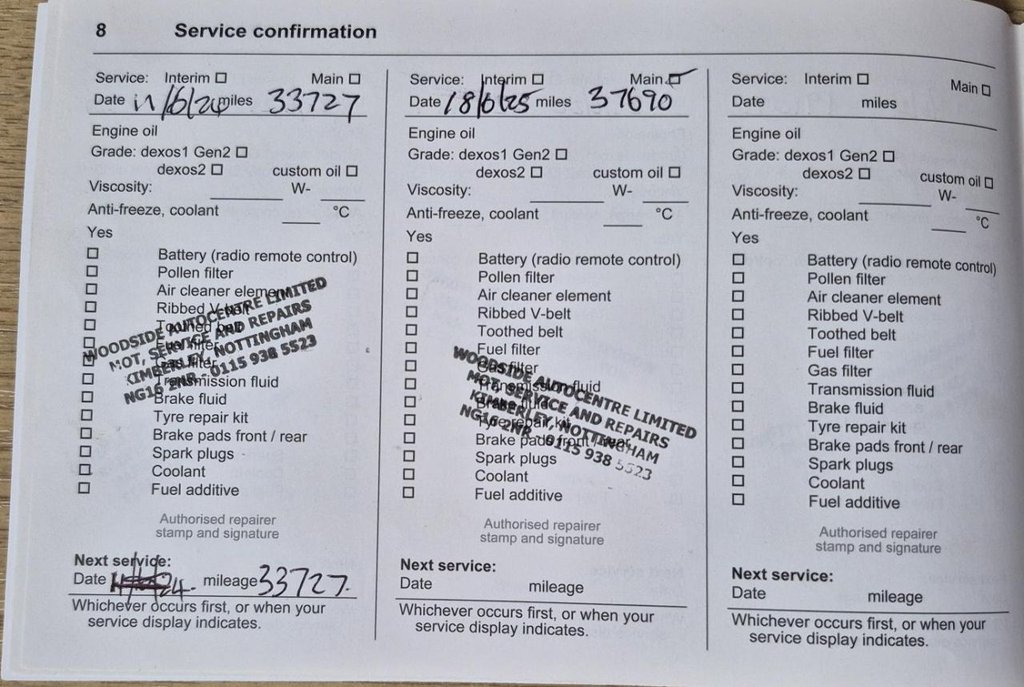 8 Service confirmation
Service: Interim ☐ Main ☐
Date 11/6/24 miles 33727
Engine oil
Grade: dexos1 Gen2 ☐
dexos2 ☐ custom oil ☐
Viscosity: W-
Anti-freeze, coolant °C
Yes
☐ Battery (radio remote control)
☐ Pollen filter
☐ Air cleaner element
☐ Ribbed V-belt
☐ Toothed belt
☐ Fuel filter
☐ Gas filter
☐ Transmission fluid
☐ Brake fluid
☐ Tyre repair kit
☐ Brake pads front / rear
☐ Spark plugs
☐ Coolant
☐ Fuel additive
WOODSIDE AUTOCENTRE LIMITED
MOT, SERVICE AND REPAIRS
KIMBERLEY, NOTTINGHAM
NG16 2NR - 0115 938 5523
Authorised repairer
stamp and signature
Next service:
Date mileage 33727
Whichever occurs first, or when your
service display indicates.
Service: Interim ☐ Main ☑
Date 18/6/25 miles 37690
Engine oil
Grade: dexos1 Gen2 ☐
dexos2 ☐ custom oil ☐
Viscosity: W-
Anti-freeze, coolant °C
Yes
☐ Battery (radio remote control)
☐ Pollen filter
☐ Air cleaner element
☐ Ribbed V-belt
☐ Toothed belt
☐ Fuel filter
☐ Gas filter
☐ Transmission fluid
☐ Brake fluid
☐ Tyre repair kit
☐ Brake pads front / rear
☐ Spark plugs
☐ Coolant
☐ Fuel additive
WOODSIDE AUTOCENTRE LIMITED
MOT, SERVICE AND REPAIRS
KIMBERLEY, NOTTINGHAM
NG16 2NR - 0115 938 5523
Authorised repairer
stamp and signature
Next service:
Date mileage
Whichever occurs first, or when your
service display indicates.
Service: Interim ☐ Main ☐
Date miles
Engine oil
Grade: dexos1 Gen2 ☐
dexos2 ☐ custom oil ☐
Viscosity: W-
Anti-freeze, coolant °C
Yes
☐ Battery (radio remote control)
☐ Pollen filter
☐ Air cleaner element
☐ Ribbed V-belt
☐ Toothed belt
☐ Fuel filter
☐ Gas filter
☐ Transmission fluid
☐ Brake fluid
☐ Tyre repair kit
☐ Brake pads front / rear
☐ Spark plugs
☐ Coolant
☐ Fuel additive
Authorised repairer
stamp and signature
Next service:
Date mileage
Whichever occurs first, or when your
service display indicates.